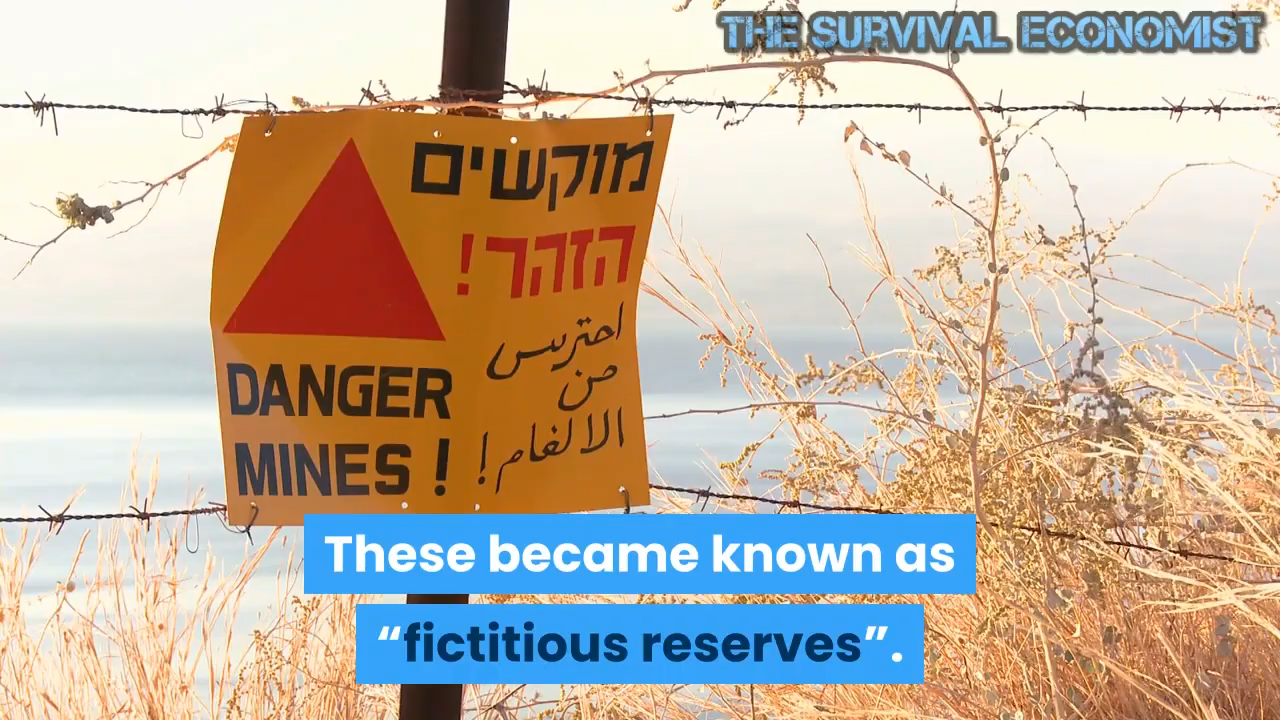 THE SURVIVAL ECONOMIST
מוקשים
הזהר!
احترس
من
الالغام!
DANGER
MINES!
These became known as
“fictitious reserves”.